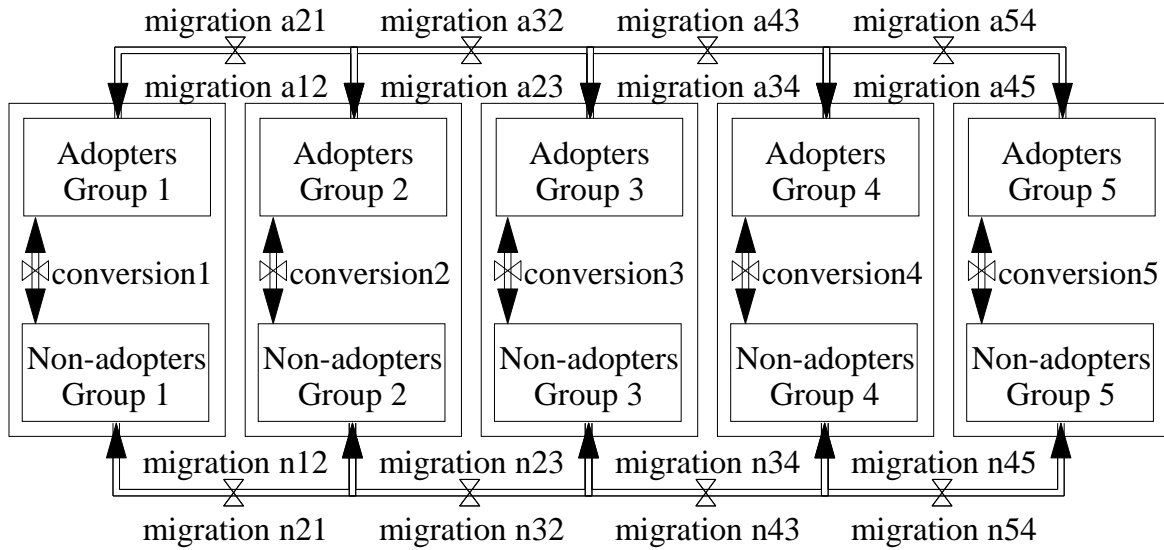 migration a21 migration a32 migration a43 migration a54
migration a12 migration a23 migration a34 migration a45
Adopters Adopters Adopters Adopters Adopters
Group 1 Group 2 Group 3 Group 4 Group 5
conversion1 conversion2 conversion3 conversion4 conversion5
Non-adopters Non-adopters Non-adopters Non-adopters Non-adopters
Group 1 Group 2 Group 3 Group 4 Group 5
migration n12 migration n23 migration n34 migration n45
migration n21 migration n32 migration n43 migration n54